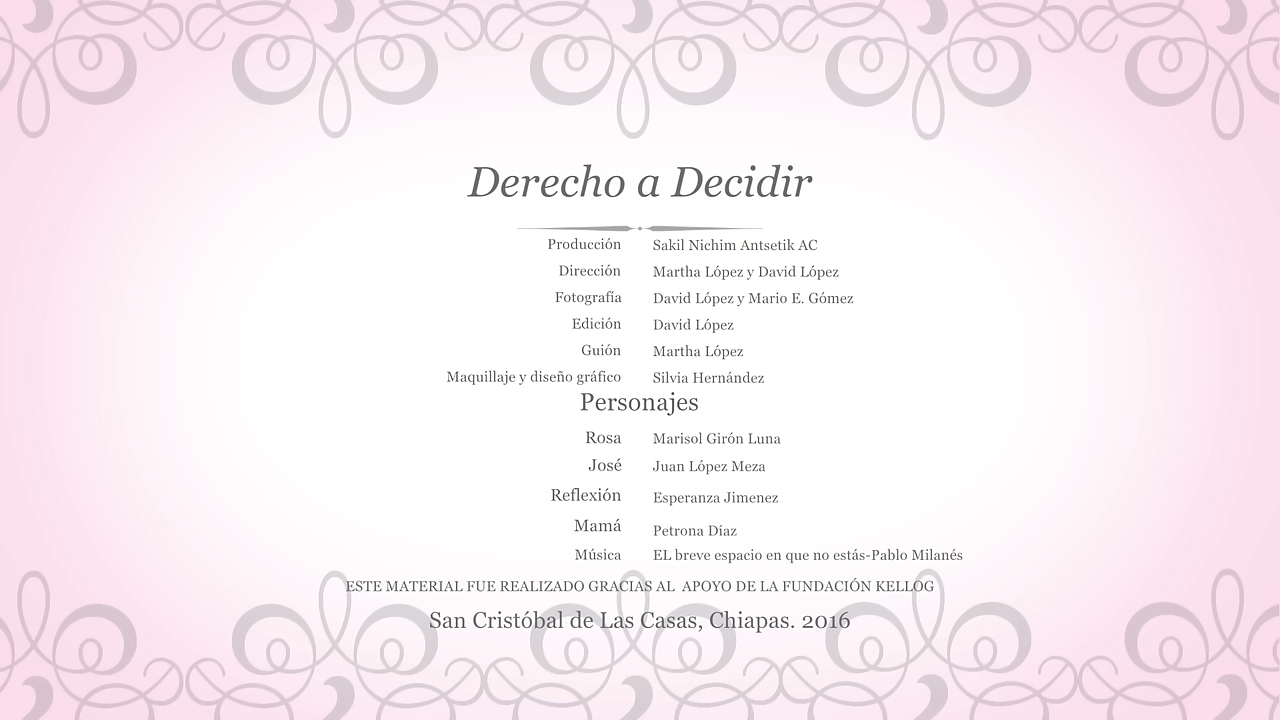 Derecho a Decidir
Producción Sakil Nichim Antsetik AC
Dirección Martha López y David López
Fotografía David López y Mario E. Gómez
Edición David López
Guión Martha López
Maquillaje y diseño gráfico Silvia Hernández
Personajes
Rosa Marisol Girón Luna
José Juan López Meza
Reflexión Esperanza Jimenez
Mamá Petrona Díaz
Música EL breve espacio en que no estás-Pablo Milanés
ESTE MATERIAL FUE REALIZADO GRACIAS AL APOYO DE LA FUNDACIÓN KELLOG
San Cristóbal de Las Casas, Chiapas. 2016